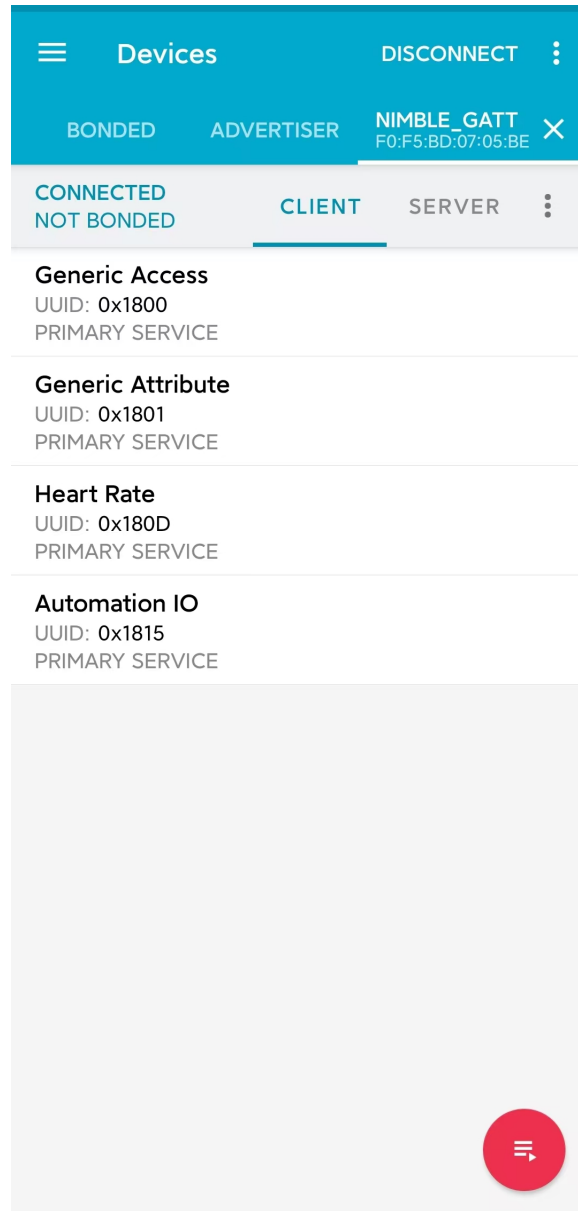 Devices
DISCONNECT
BONDED
ADVERTISER
NIMBLE_GATT
F0:F5:BD:07:05:BE
CONNECTED
NOT BONDED
CLIENT
SERVER
Generic Access
UUID: 0x1800
PRIMARY SERVICE
Generic Attribute
UUID: 0x1801
PRIMARY SERVICE
Heart Rate
UUID: 0x180D
PRIMARY SERVICE
Automation IO
UUID: 0x1815
PRIMARY SERVICE